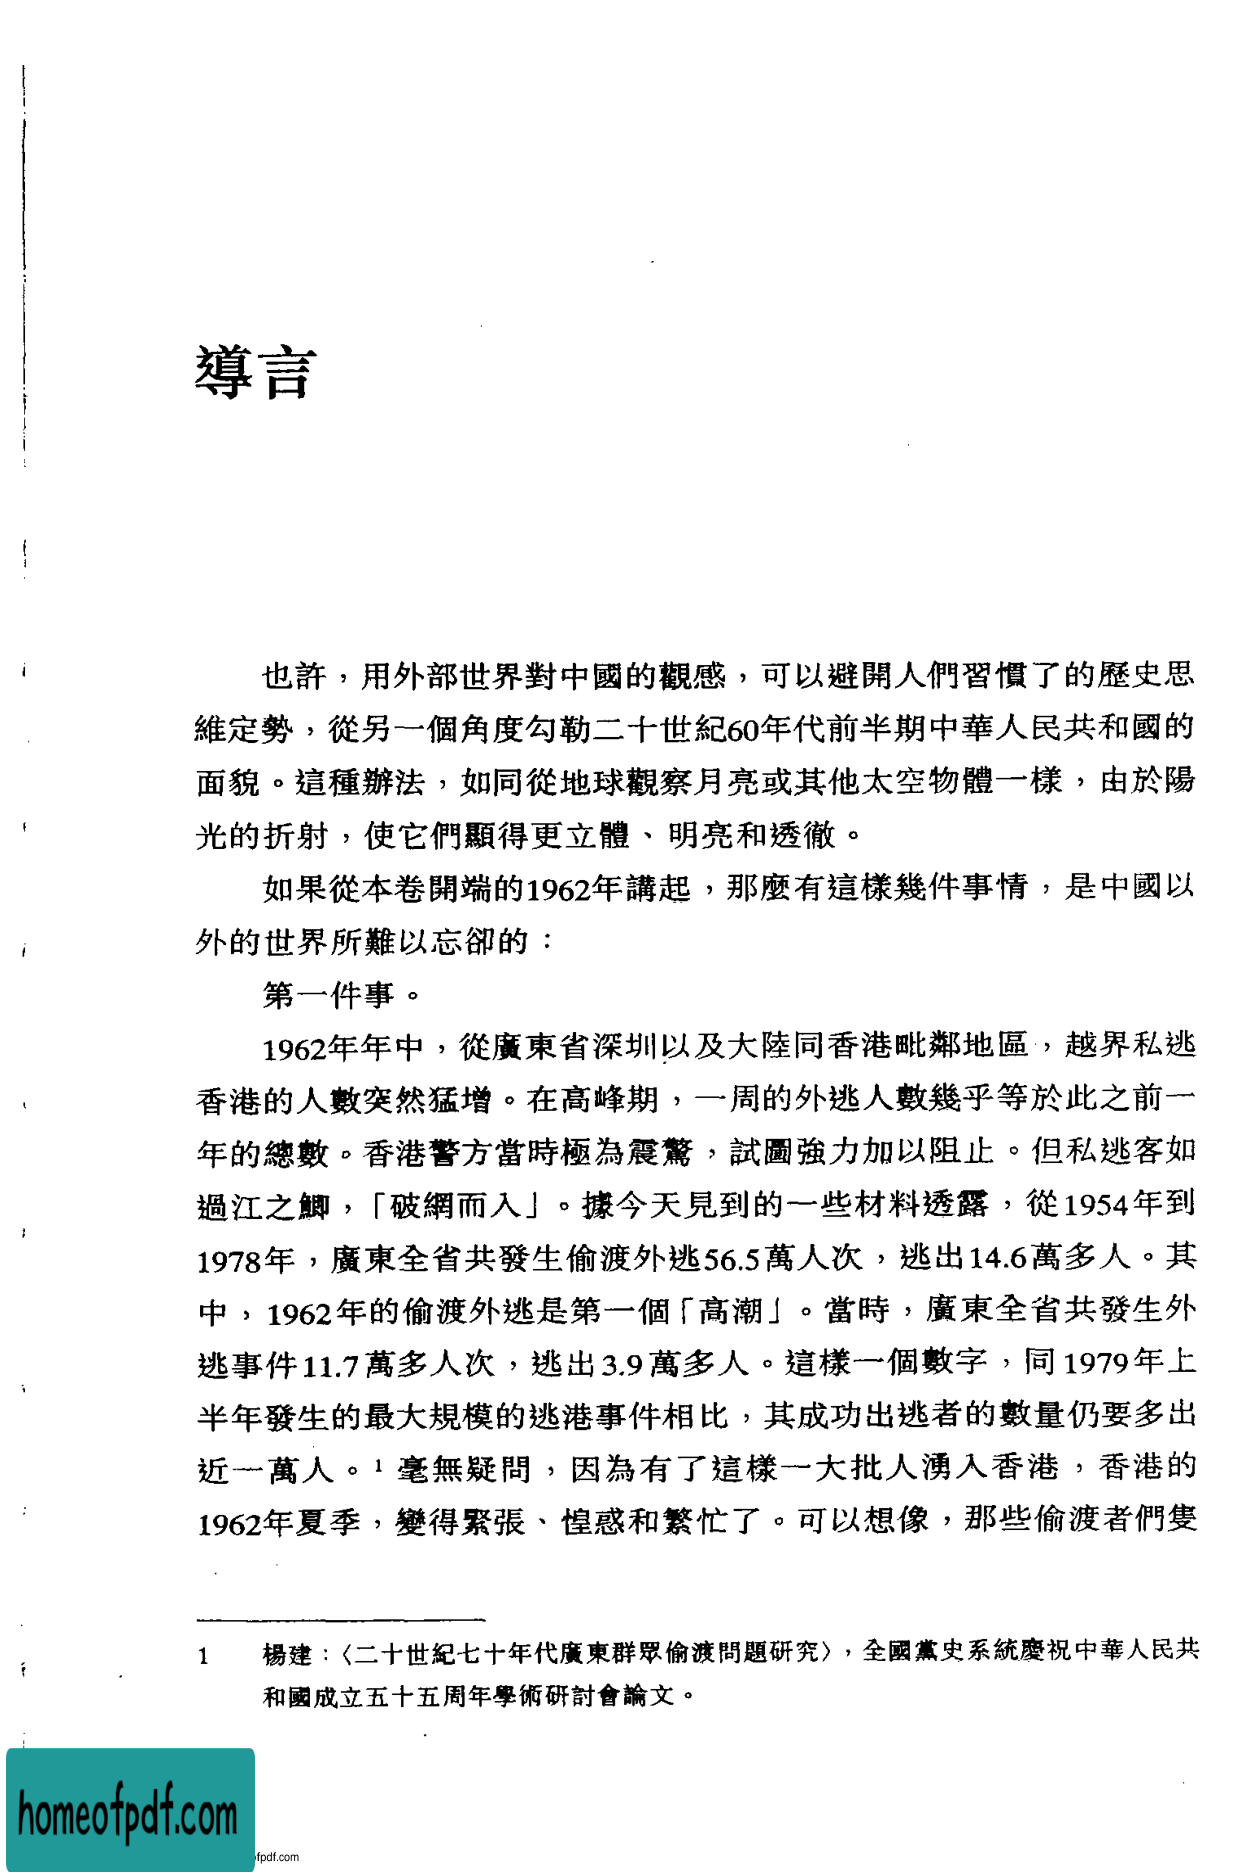 導言
也許，用外部世界對中國的觀感，可以避開人們習慣了的歷史思
維定勢，從另一個角度勾勒二十世紀60年代前半期中華人民共和國的
面貌。這種辦法，如同從地球觀察月亮或其他太空物體一樣，由於陽
光的折射，使它們顯得更立體、明亮和透徹。
如果從本卷開端的1962年講起，那麼有這樣幾件事情，是中國以
外的世界所難以忘卻的：
第一件事。
1962年年中，從廣東省深圳以及大陸同香港毗鄰地區，越界私逃
香港的人數突然猛增。在高峰期，一周的外逃人數幾乎等於此之前一
年的總數。香港警方當時極為震驚，試圖強力加以阻止。但私逃客如
過江之鯽，「破網而入」。據今天見到的一些材料透露，從1954年到
1978年，廣東全省共發生偷渡外逃56.5萬人次，逃出14.6萬多人。其
中，1962年的偷渡外逃是第一個「高潮」。當時，廣東全省共發生外
逃事件11.7萬多人次，逃出3.9萬多人。這樣一個數字，同1979年上
半年發生的最大規模的逃港事件相比，其成功出逃者的數量仍要多出
近一萬人。1 毫無疑問，因為有了這樣一大批人湧入香港，香港的
1962年夏季，變得緊張、惶惑和繁忙了。可以想像，那些偷渡者們隻
1 楊建：〈二十世紀七十年代廣東群眾偷渡問題研究〉，全國黨史系統慶祝中華人民共
和國成立五十五周年學術研討會論文。
homeofpdf.com
ofpdf.com